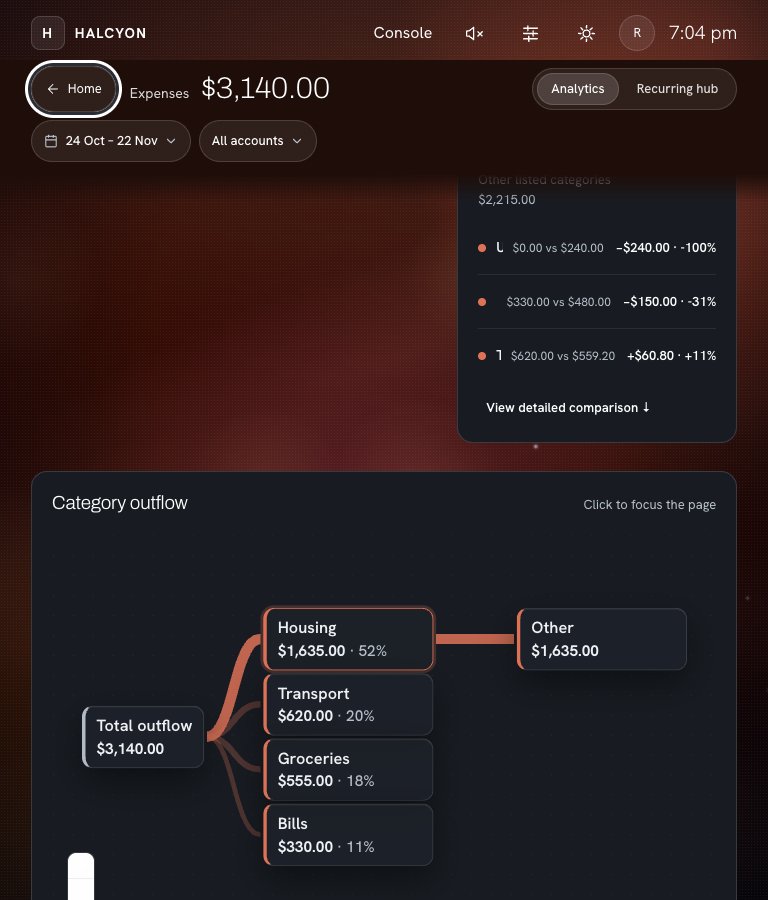 H HALCYON Console R 7:04 pm
← Home Expenses $3,140.00 Analytics Recurring hub
24 Oct – 22 Nov All accounts
Other listed categories
$2,215.00
$0.00 vs $240.00 −$240.00 · -100%
$330.00 vs $480.00 −$150.00 · -31%
$620.00 vs $559.20 +$60.80 · +11%
View detailed comparison ↓
Category outflow Click to focus the page
Housing
$1,635.00 · 52%
Other
$1,635.00
Transport
$620.00 · 20%
Total outflow
$3,140.00
Groceries
$555.00 · 18%
Bills
$330.00 · 11%